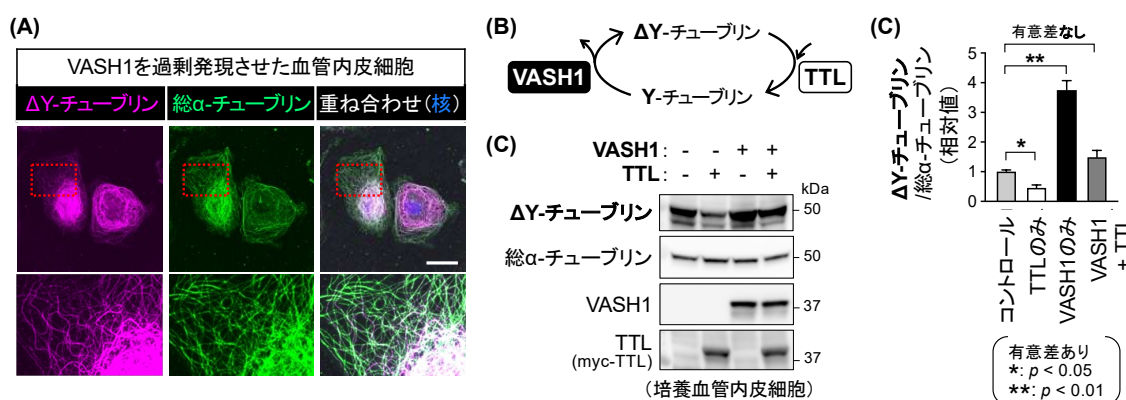 (A)
VASH1を過剰発現させた血管内皮細胞
ΔY-チューブリン
総α-チューブリン
重ね合わせ(核)
(B)
ΔY-チューブリン
VASH1
TTL
Y-チューブリン
(C)
VASH1 : - - + +
TTL : - + - +
kDa
ΔY-チューブリン
50
総α-チューブリン
50
VASH1
37
TTL
(myc-TTL)
37
(培養血管内皮細胞)
(C)
有意差なし
**
*
ΔY-チューブリン
/総α-チューブリン
(相対値)
5
4
3
2
1
0
コントロール
TTLのみ
VASH1のみ
VASH1
+ TTL
有意差あり
*: p < 0.05
**: p < 0.01